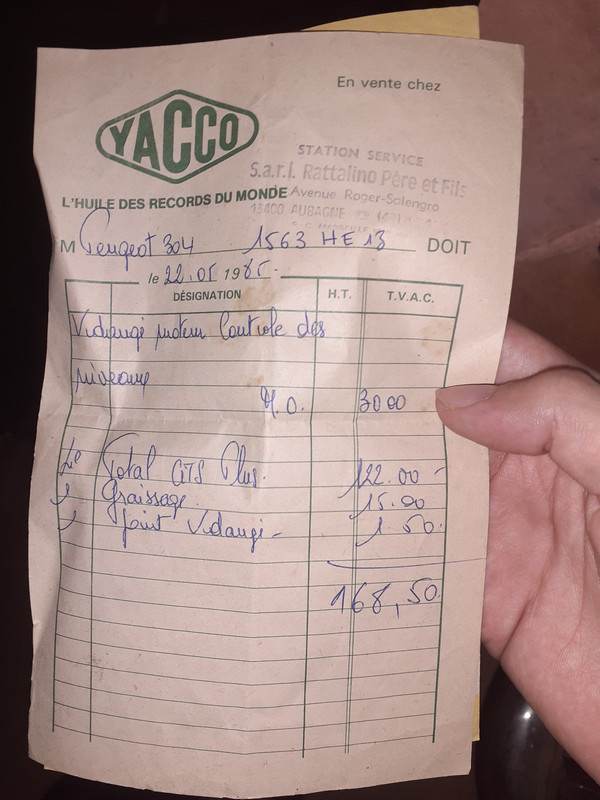 En vente chez
YACCO
STATION SERVICE
S.a.r.l. Rattalino Père et Fils
L'HUILE DES RECORDS DU MONDE
Avenue Roger-Salengro
13400 AUBAGNE
M Peugeot 304 1563 HE 13 DOIT
le 22.05 1985.
DÉSIGNATION H.T. T.V.A.C.
Vidange moteur Controle des
niveaux
M.O. 30 00
Total GTS Plus. 122.00 -
1 Graissage. 15.00
1 joint Vidange - 1.50.
168,50